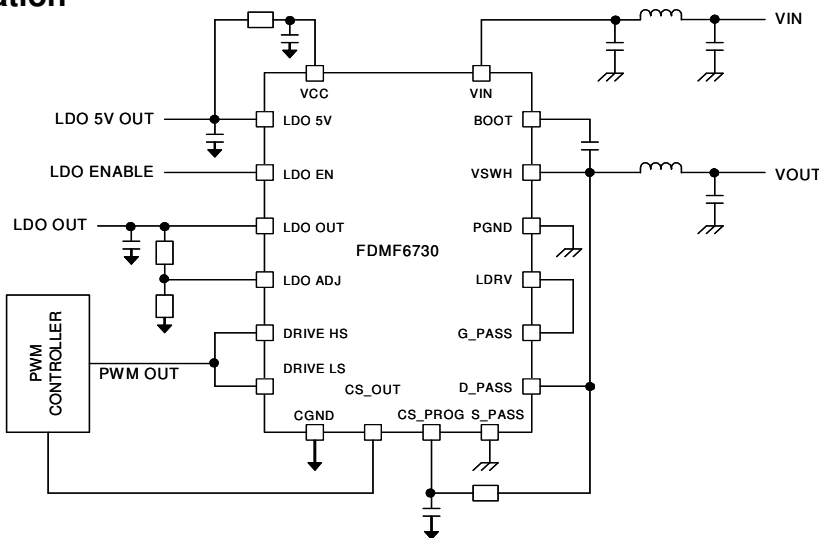 VIN
VCC
VIN
LDO 5V OUT
LDO 5V
BOOT
LDO ENABLE
LDO EN
VSWH
VOUT
LDO OUT
LDO OUT
PGND
FDMF6730
LDO ADJ
LDRV
PWM
CONTROLLER
DRIVE HS
G_PASS
PWM OUT
DRIVE LS
CS_OUT
D_PASS
CGND
CS_PROG
S_PASS